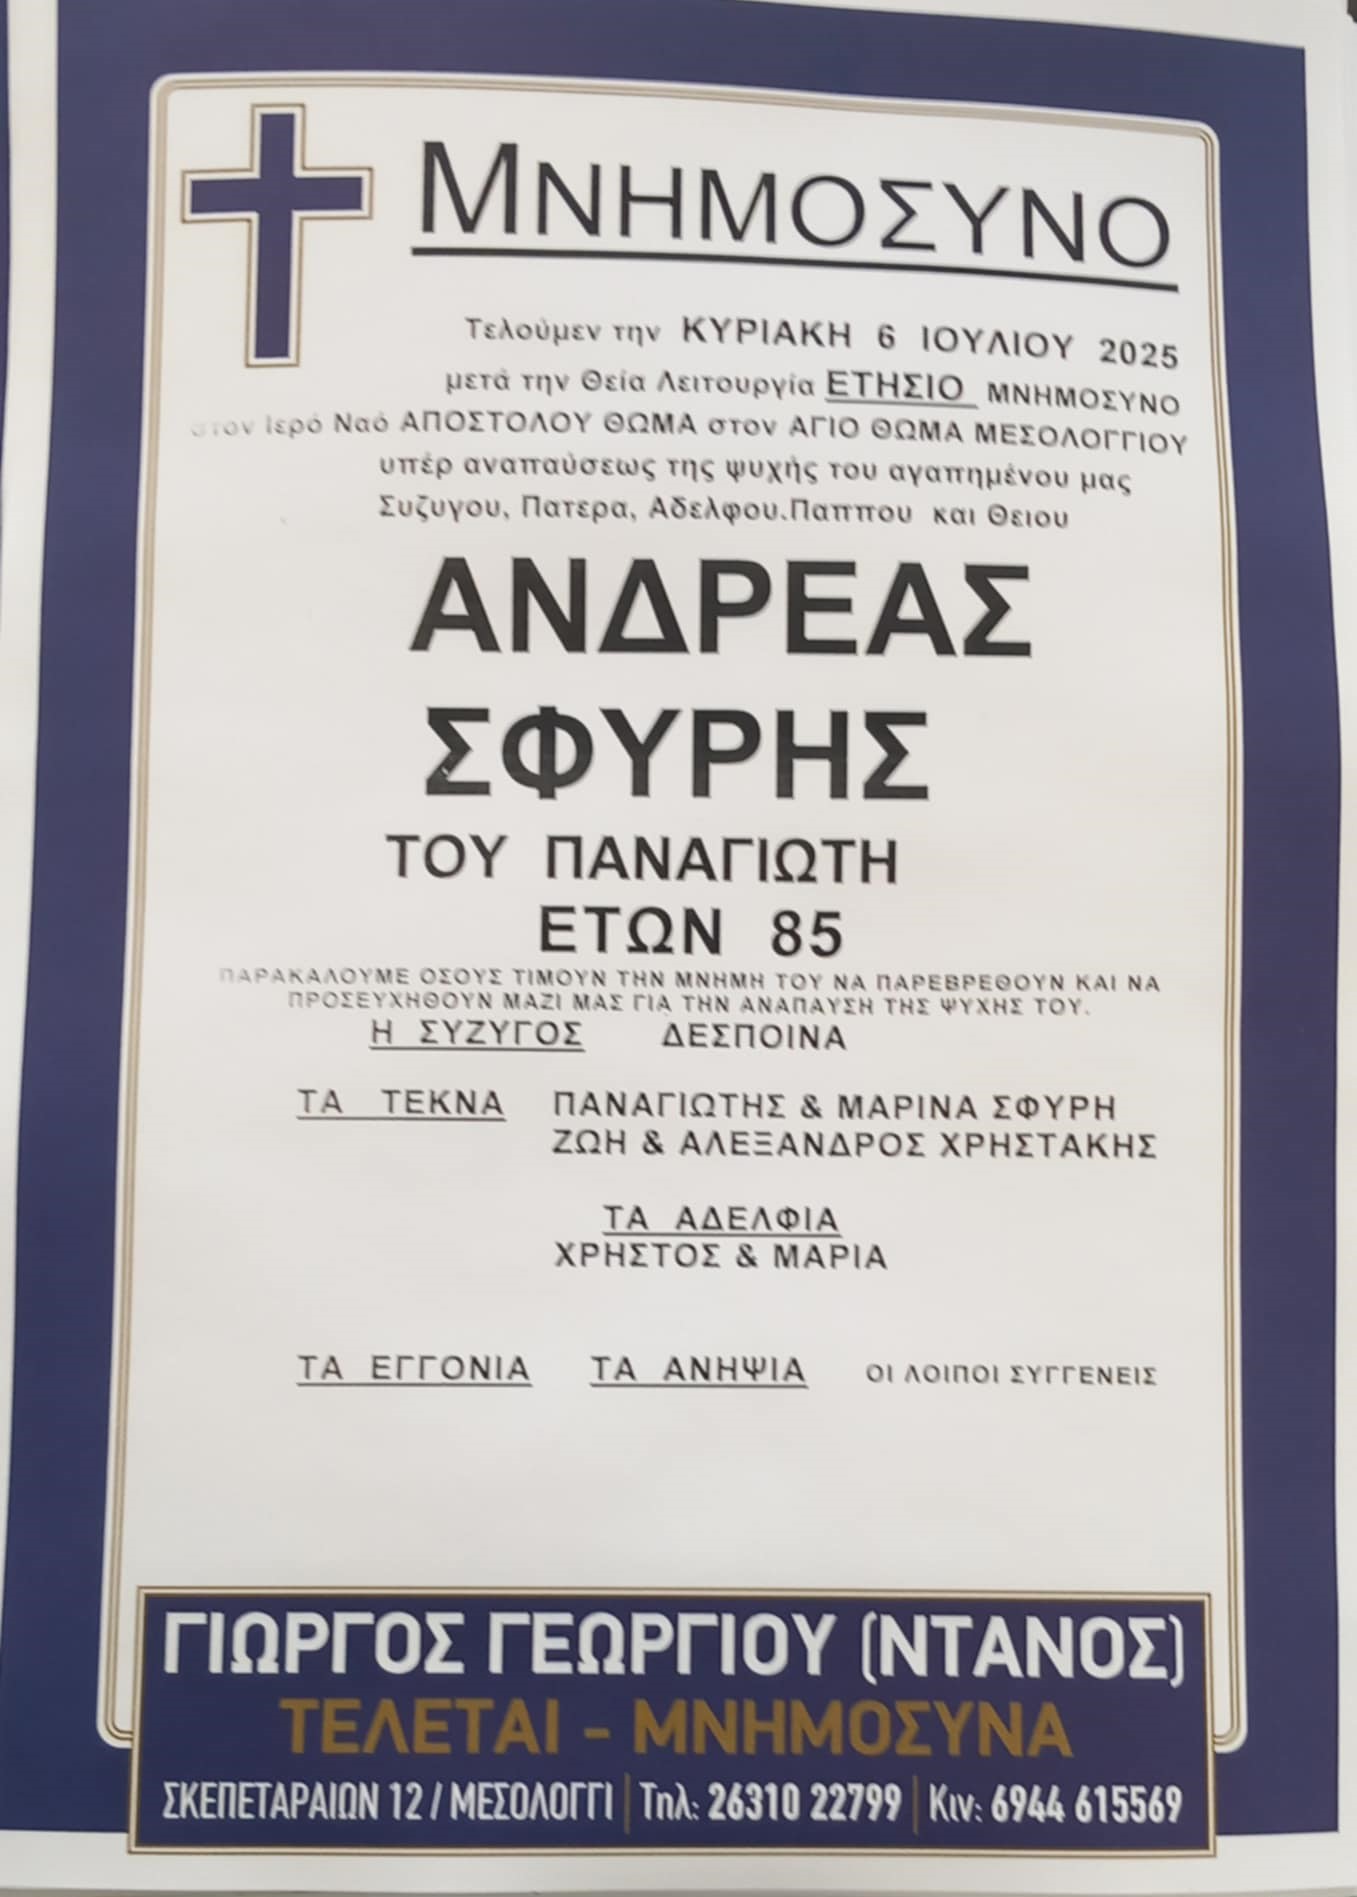 ΜΝΗΜΟΣΥΝΟ
Τελούμεν την ΚΥΡΙΑΚΗ 6 ΙΟΥΛΙΟΥ 2025
μετά την Θεία Λειτουργία ΕΤΗΣΙΟ ΜΝΗΜΟΣΥΝΟ
στον Ιερό Ναό ΑΠΟΣΤΟΛΟΥ ΘΩΜΑ στον ΑΓΙΟ ΘΩΜΑ ΜΕΣΟΛΟΓΓΙΟΥ
υπέρ αναπαύσεως της ψυχής του αγαπημένου μας
Συζυγου, Πατερα, Αδελφου.Παππου και Θειου
ΑΝΔΡΕΑΣ
ΣΦΥΡΗΣ
ΤΟΥ ΠΑΝΑΓΙΩΤΗ
ΕΤΩΝ 85
ΠΑΡΑΚΑΛΟΥΜΕ ΟΣΟΥΣ ΤΙΜΟΥΝ ΤΗΝ ΜΝΗΜΗ ΤΟΥ ΝΑ ΠΑΡΕΒΡΕΘΟΥΝ ΚΑΙ ΝΑ
ΠΡΟΣΕΥΧΗΘΟΥΝ ΜΑΖΙ ΜΑΣ ΓΙΑ ΤΗΝ ΑΝΑΠΑΥΣΗ ΤΗΣ ΨΥΧΗΣ ΤΟΥ.
Η ΣΥΖΥΓΟΣ ΔΕΣΠΟΙΝΑ
ΤΑ ΤΕΚΝΑ ΠΑΝΑΓΙΩΤΗΣ & ΜΑΡΙΝΑ ΣΦΥΡΗ
ΖΩΗ & ΑΛΕΞΑΝΔΡΟΣ ΧΡΗΣΤΑΚΗΣ
ΤΑ ΑΔΕΛΦΙΑ
ΧΡΗΣΤΟΣ & ΜΑΡΙΑ
ΤΑ ΕΓΓΟΝΙΑ ΤΑ ΑΝΗΨΙΑ ΟΙ ΛΟΙΠΟΙ ΣΥΓΓΕΝΕΙΣ
ΓΙΩΡΓΟΣ ΓΕΩΡΓΙΟΥ (ΝΤΑΝΟΣ)
ΤΕΛΕΤΑΙ - ΜΝΗΜΟΣΥΝΑ
ΣΚΕΠΕΤΑΡΑΙΩΝ 12 / ΜΕΣΟΛΟΓΓΙ | Τηλ: 26310 22799 | Κιν: 6944 615569